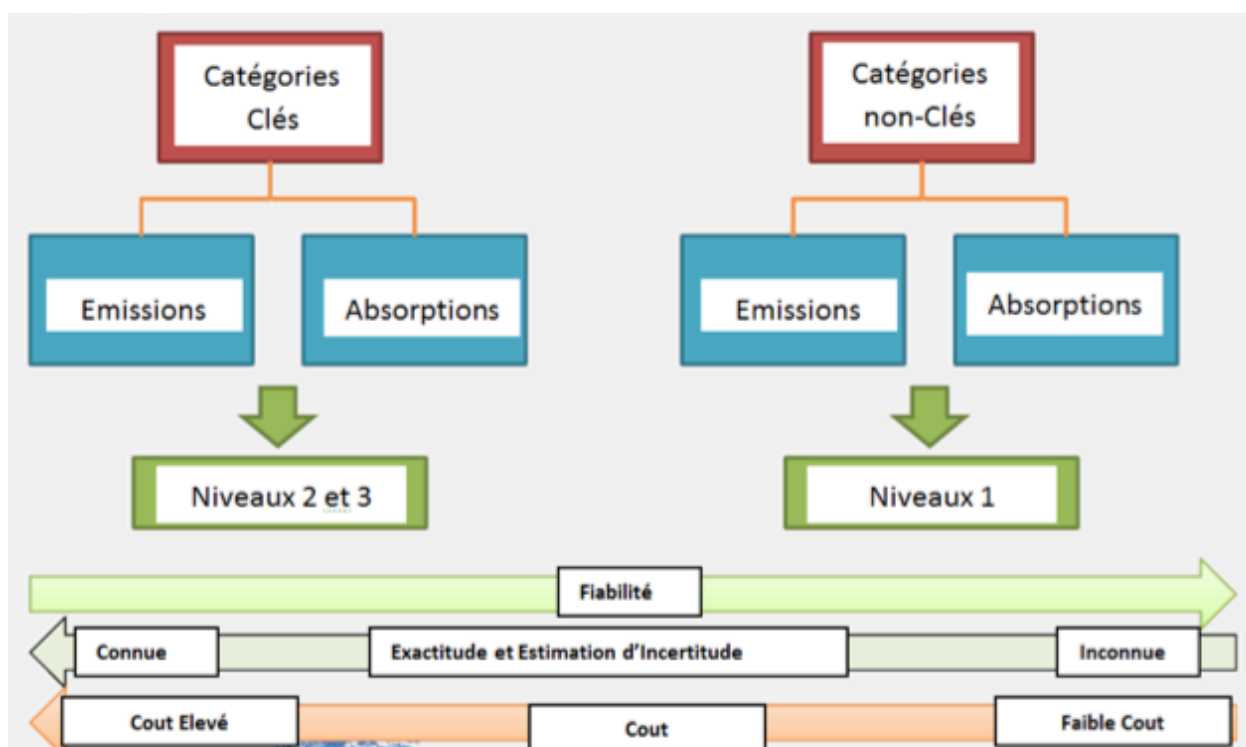 Catégories
Clés
Catégories
non-Clés
Emissions
Absorptions
Emissions
Absorptions
Niveaux 2 et 3
Niveaux 1
Fiabilité
Connue
Exactitude et Estimation d'Incertitude
Inconnue
Cout Elevé
Cout
Faible Cout